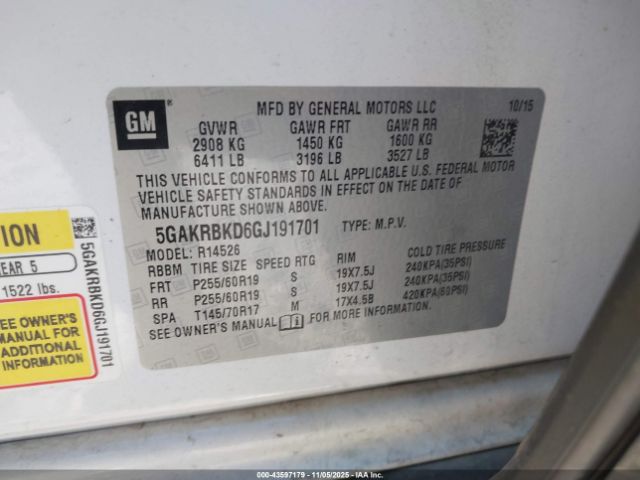 GM
MFD BY GENERAL MOTORS LLC 10/15
GVWR GAWR FRT GAWR RR
2908 KG 1450 KG 1600 KG
6411 LB 3196 LB 3527 LB
THIS VEHICLE CONFORMS TO ALL APPLICABLE U.S. FEDERAL MOTOR
VEHICLE SAFETY STANDARDS IN EFFECT ON THE DATE OF
MANUFACTURE SHOWN ABOVE.
5GAKRBKD6GJ191701 TYPE: M.P.V.
MODEL: R14526
RBBM TIRE SIZE SPEED RTG RIM COLD TIRE PRESSURE
FRT P255/60R19 S 19X7.5J 240KPA(35PSI)
RR P255/60R19 S 19X7.5J 240KPA(35PSI)
SPA T145/70R17 M 17X4.5B 420KPA(60PSI)
SEE OWNER'S MANUAL FOR MORE INFORMATION.
TION
EAR 5
1522 lbs.
EE OWNER'S
MANUAL FOR
ADDITIONAL
INFORMATION
5GAKRBKD6GJ191701
000-43597179 - 11/05/2025 - IAAI.COM